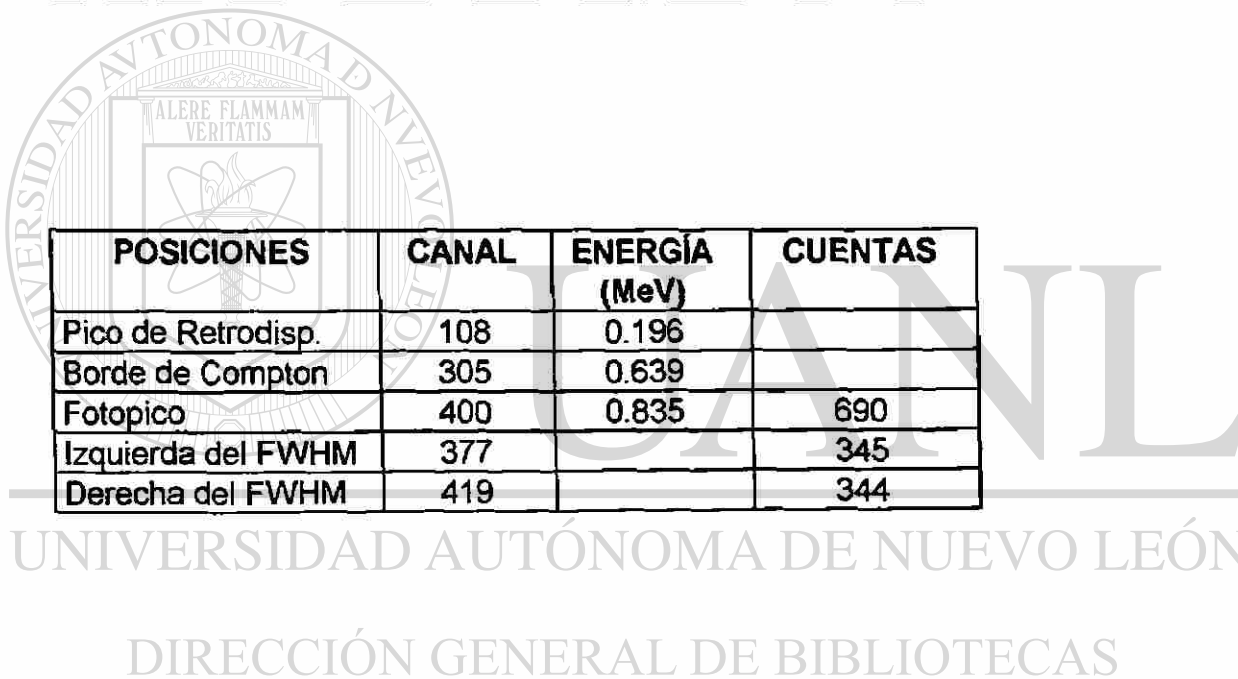 ALERE FLAMMAM
VERITATIS
POSICIONES CANAL ENERGÍA (MeV) CUENTAS
Pico de Retrodisp. 108 0.196
Borde de Compton 305 0.639
Fotopico 400 0.835 690
Izquierda del FWHM 377 345
Derecha del FWHM 419 344
UANL
UNIVERSIDAD AUTÓNOMA DE NUEVO LEÓN
DIRECCIÓN GENERAL DE BIBLIOTECAS